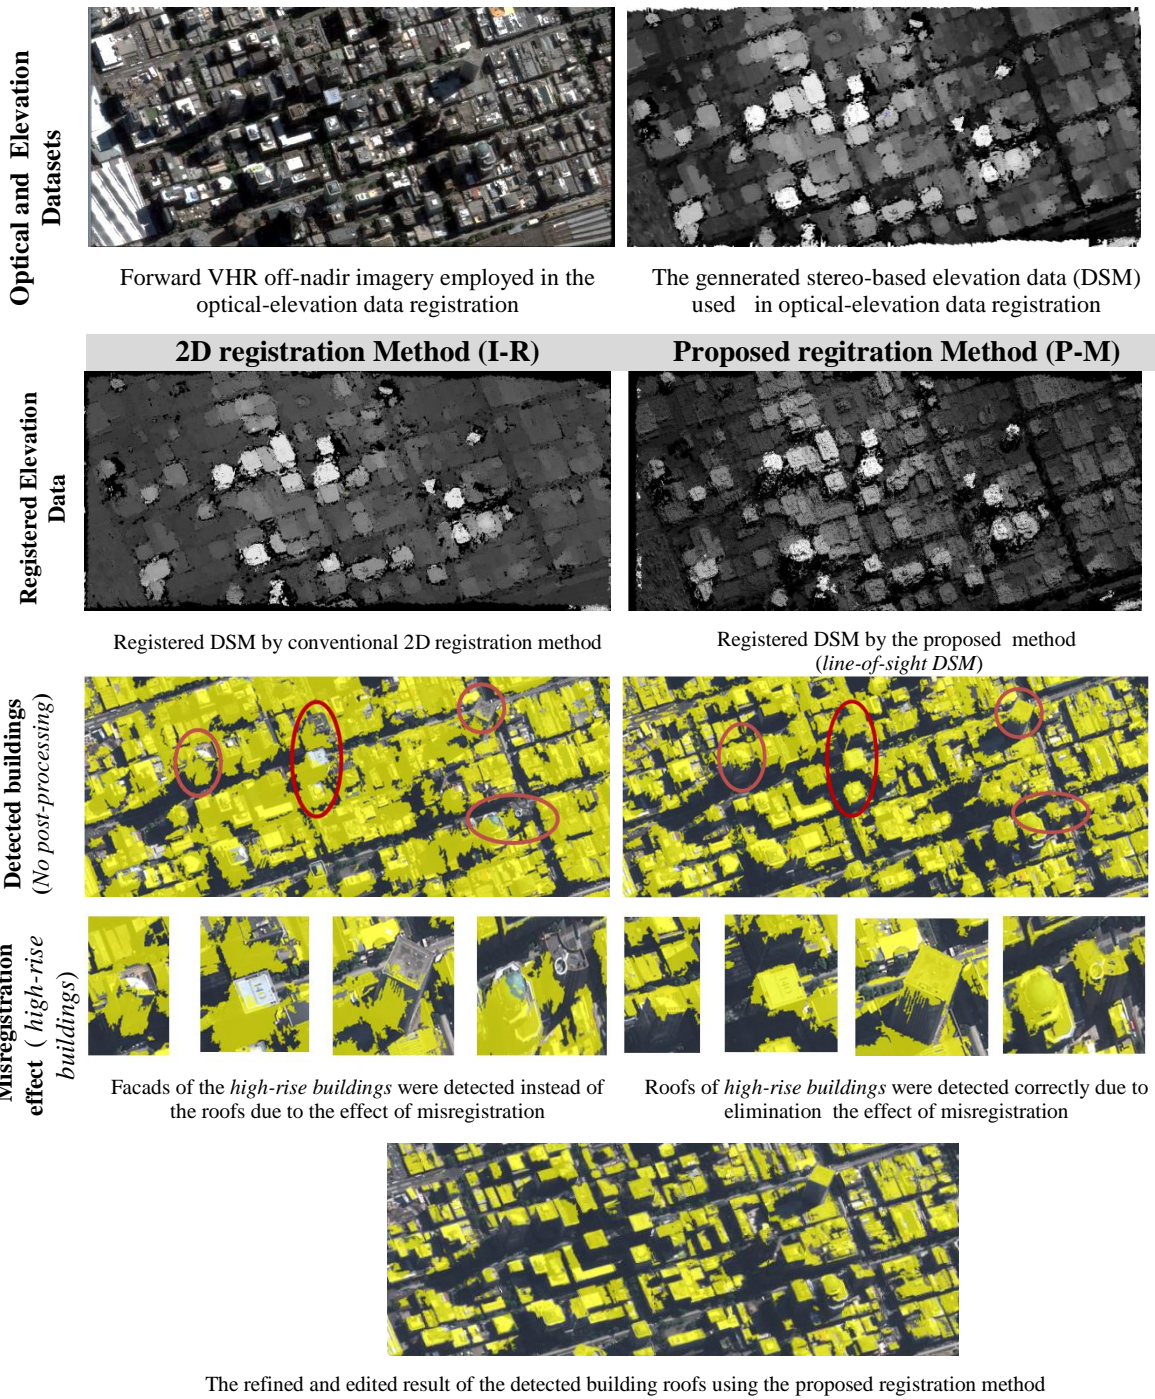 Optical and Elevation
Datasets
Forward VHR off-nadir imagery employed in the
optical-elevation data registration
The gennerated stereo-based elevation data (DSM)
used in optical-elevation data registration
2D registration Method (I-R)
Proposed regitration Method (P-M)
Registered Elevation
Data
Registered DSM by conventional 2D registration method
Registered DSM by the proposed method
(line-of-sight DSM)
Detected buildings
(No post-processing)
Misregistration
effect ( high-rise
buildings)
Facads of the high-rise buildings were detected instead of
the roofs due to the effect of misregistration
Roofs of high-rise buildings were detected correctly due to
elimination the effect of misregistration
The refined and edited result of the detected building roofs using the proposed registration method